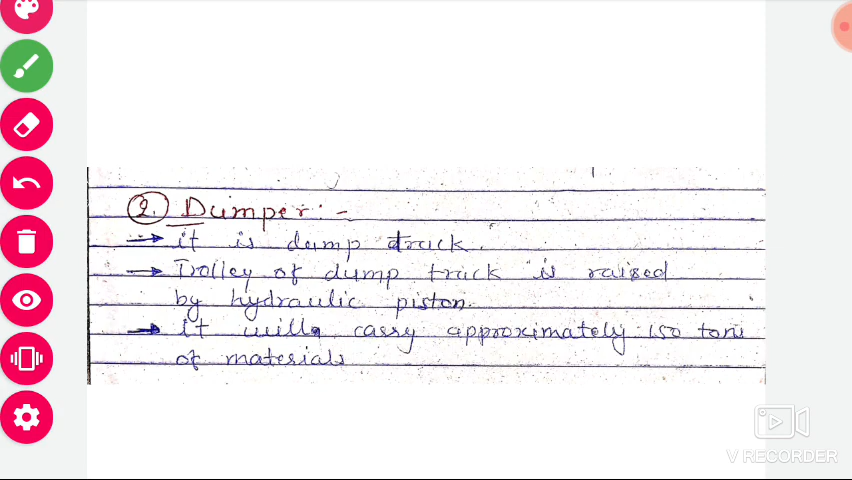 2. Dumper:-
→ it is dump truck.
→ Trolley of dump truck is raised
by hydraulic piston.
→ it will carry approximately 150 tons
of materials
V RECORDER